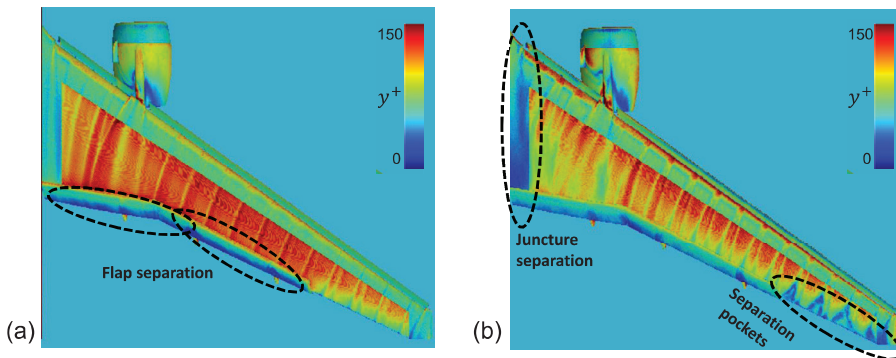 150
y⁺
0
Flap separation
(a)
150
y⁺
0
Juncture
separation
Separation
pockets
(b)